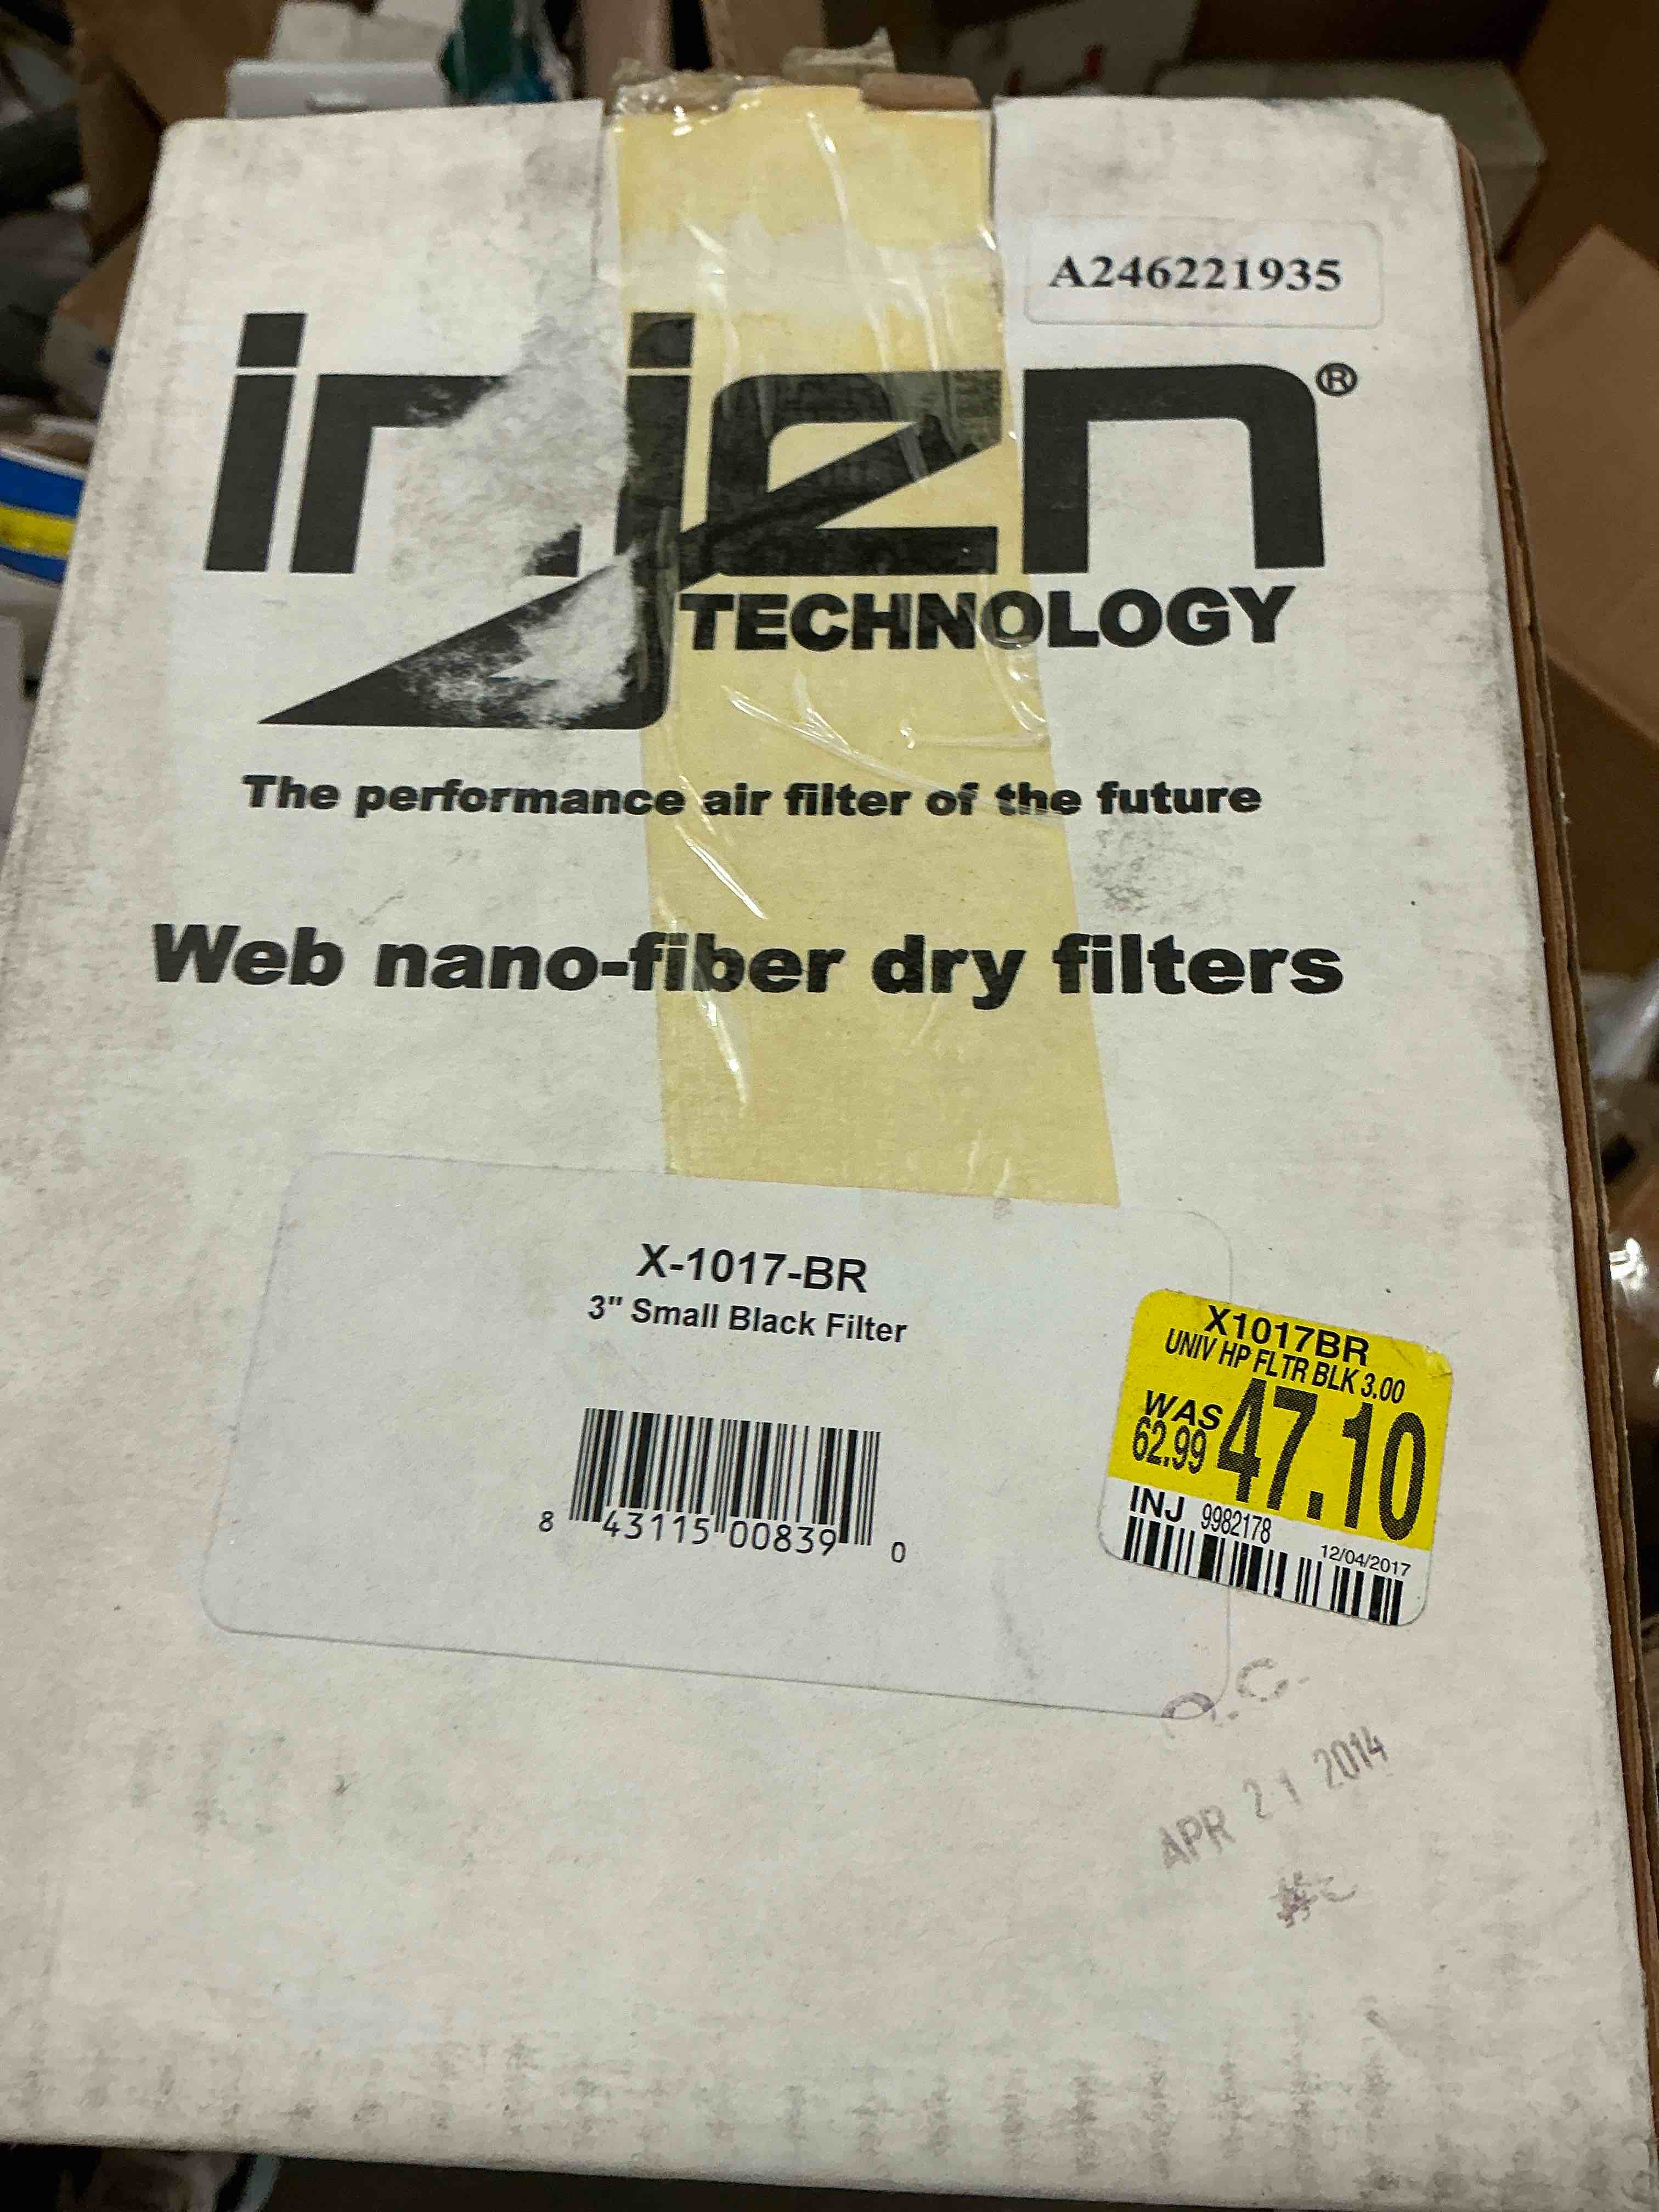 A246221935
injen®
TECHNOLOGY
The performance air filter of the future
Web nano-fiber dry filters
X-1017-BR
3" Small Black Filter
8 43115 00839 0
X1017BR
UNIV HP FLTR BLK 3.00
WAS
62.99
47.10
INJ 9982178
12/04/2017
Q.C.
APR 21 2014